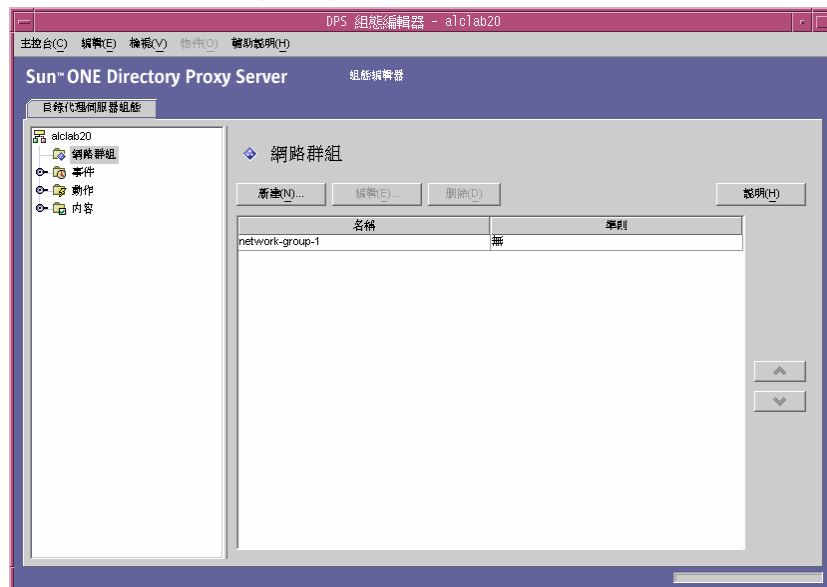 DPS 組態編輯器 - alclab20
主控台(C) 編輯(E) 檢視(V) 物件(O) 輔助說明(H)
Sun™ ONE Directory Proxy Server 組態編輯器
目錄代理伺服器組態
alclab20
網路群組
事件
動作
內容
網路群組
新建(N)... 編輯(E)... 刪除(D) 說明(H)
名稱 準則
network-group-1 無